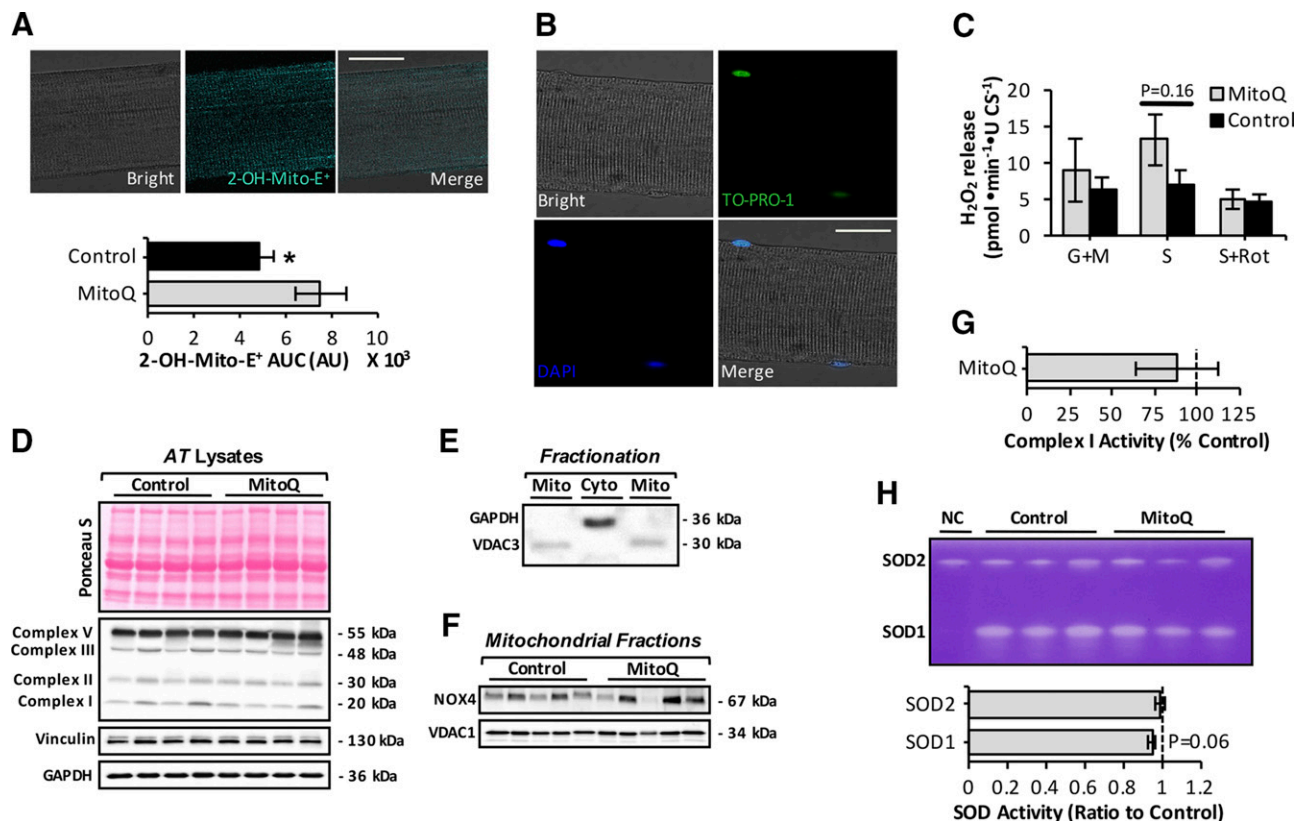 A
Bright
2-OH-Mito-E⁺
Merge
Control
*
MitoQ
0 2 4 6 8 10
2-OH-Mito-E⁺ AUC (AU) X 10³
B
Bright
TO-PRO-1
DAPI
Merge
C
P=0.16
MitoQ
Control
H₂O₂ release
(pmol •min⁻¹•U CS⁻¹)
20
15
10
5
0
G+M S S+Rot
D
AT Lysates
Control MitoQ
Ponceau S
Complex V - 55 kDa
Complex III - 48 kDa
Complex II - 30 kDa
Complex I - 20 kDa
Vinculin - 130 kDa
GAPDH - 36 kDa
E
Fractionation
Mito Cyto Mito
GAPDH - 36 kDa
VDAC3 - 30 kDa
F
Mitochondrial Fractions
Control MitoQ
NOX4 - 67 kDa
VDAC1 - 34 kDa
G
MitoQ
0 25 50 75 100 125
Complex I Activity (% Control)
H
NC Control MitoQ
SOD2
SOD1
SOD2
SOD1 P=0.06
0 0.2 0.4 0.6 0.8 1 1.2
SOD Activity (Ratio to Control)